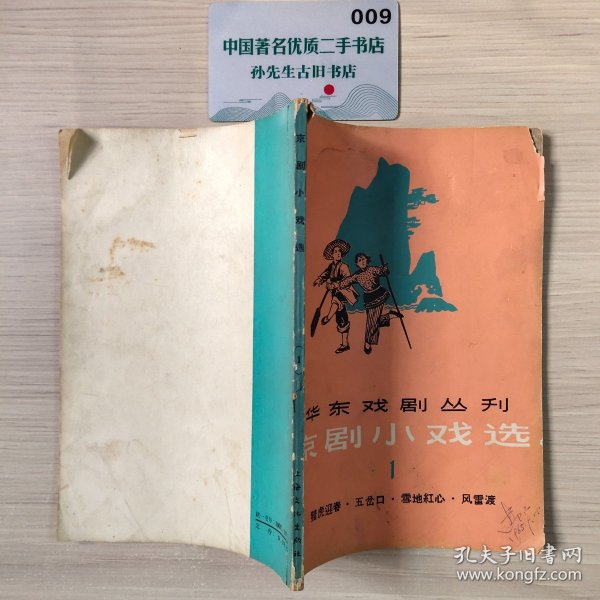 009
中国著名优质二手书店
孙先生古旧书店
京剧小戏选
(1)
上海文化出版社
华东戏剧丛刊
京剧小戏选
1
五岔口·雪地紅心·风雷渡
孔夫子旧书网
www.kongfz.com